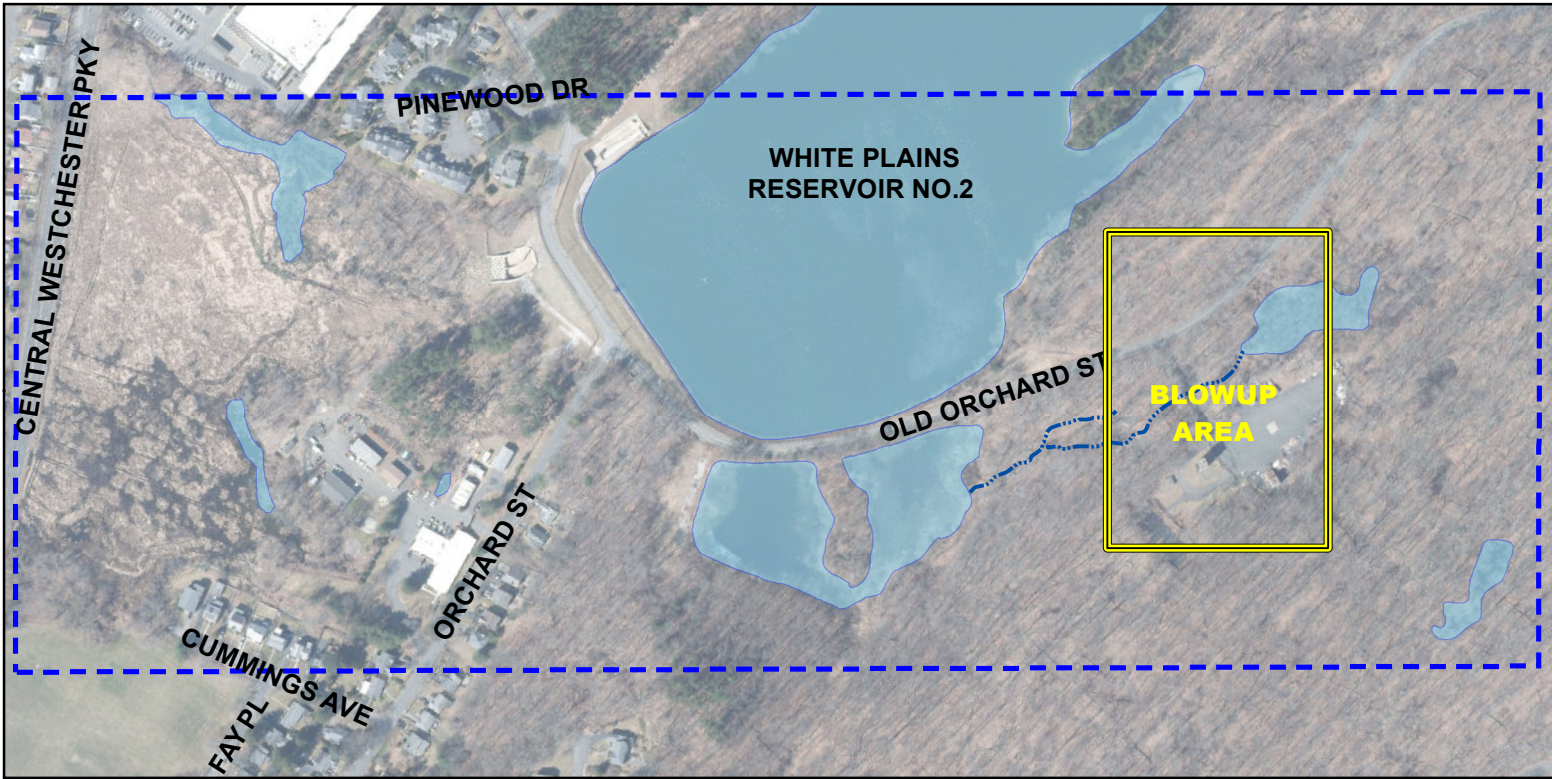 PINEWOOD DR
CENTRAL WESTCHESTER PKY
WHITE PLAINS
RESERVOIR NO.2
OLD ORCHARD ST
BLOWUP
AREA
ORCHARD ST
CUMMINGS AVE
FAY PL